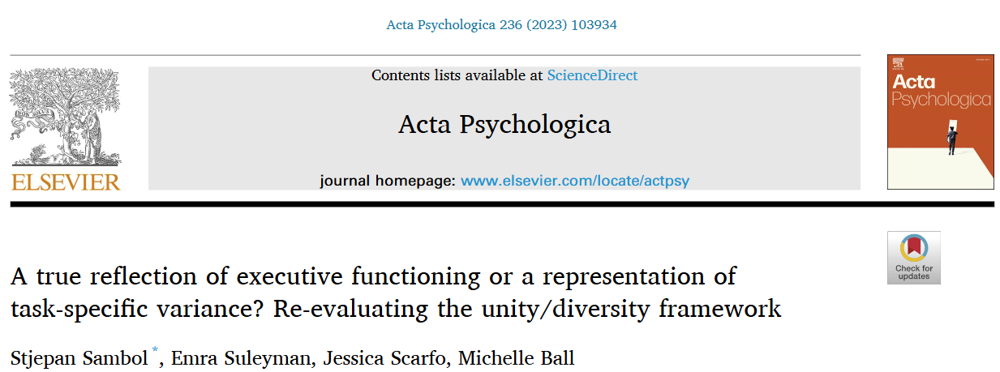 Acta Psychologica 236 (2023) 103934
Contents lists available at ScienceDirect
Acta Psychologica
journal homepage: www.elsevier.com/locate/actpsy
ELSEVIER
Acta
Psychologica
Check for
updates
A true reflection of executive functioning or a representation of
task-specific variance? Re-evaluating the unity/diversity framework
Stjepan Sambol *, Emra Suleyman, Jessica Scarfo, Michelle Ball